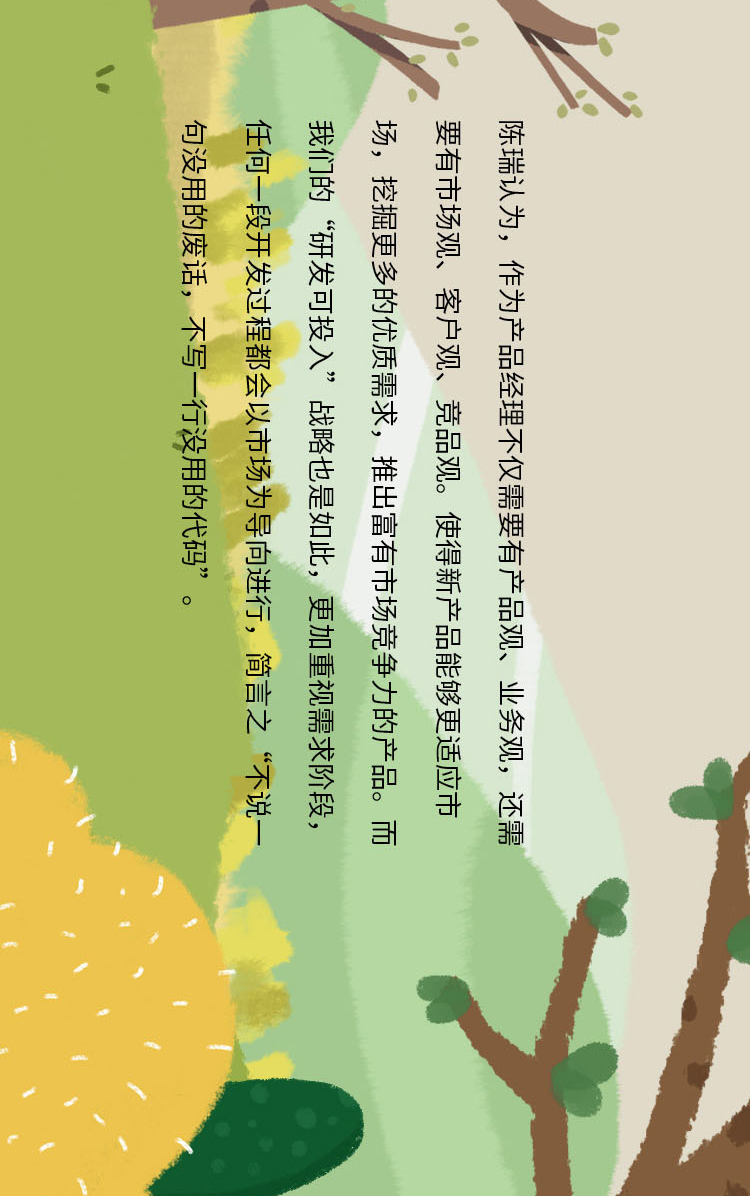 陈瑞认为，作为产品经理不仅需要有产品观、业务观，还需
要有市场观、客户观、竞品观。使得新产品能够更适应市
场，挖掘更多的优质需求，推出富有市场竞争力的产品。而
我们的“研发可投入”战略也是如此，更加重视需求阶段，
任何一段开发过程都会以市场为导向进行，简言之“不说一
句没用的废话，不写一行没用的代码”。